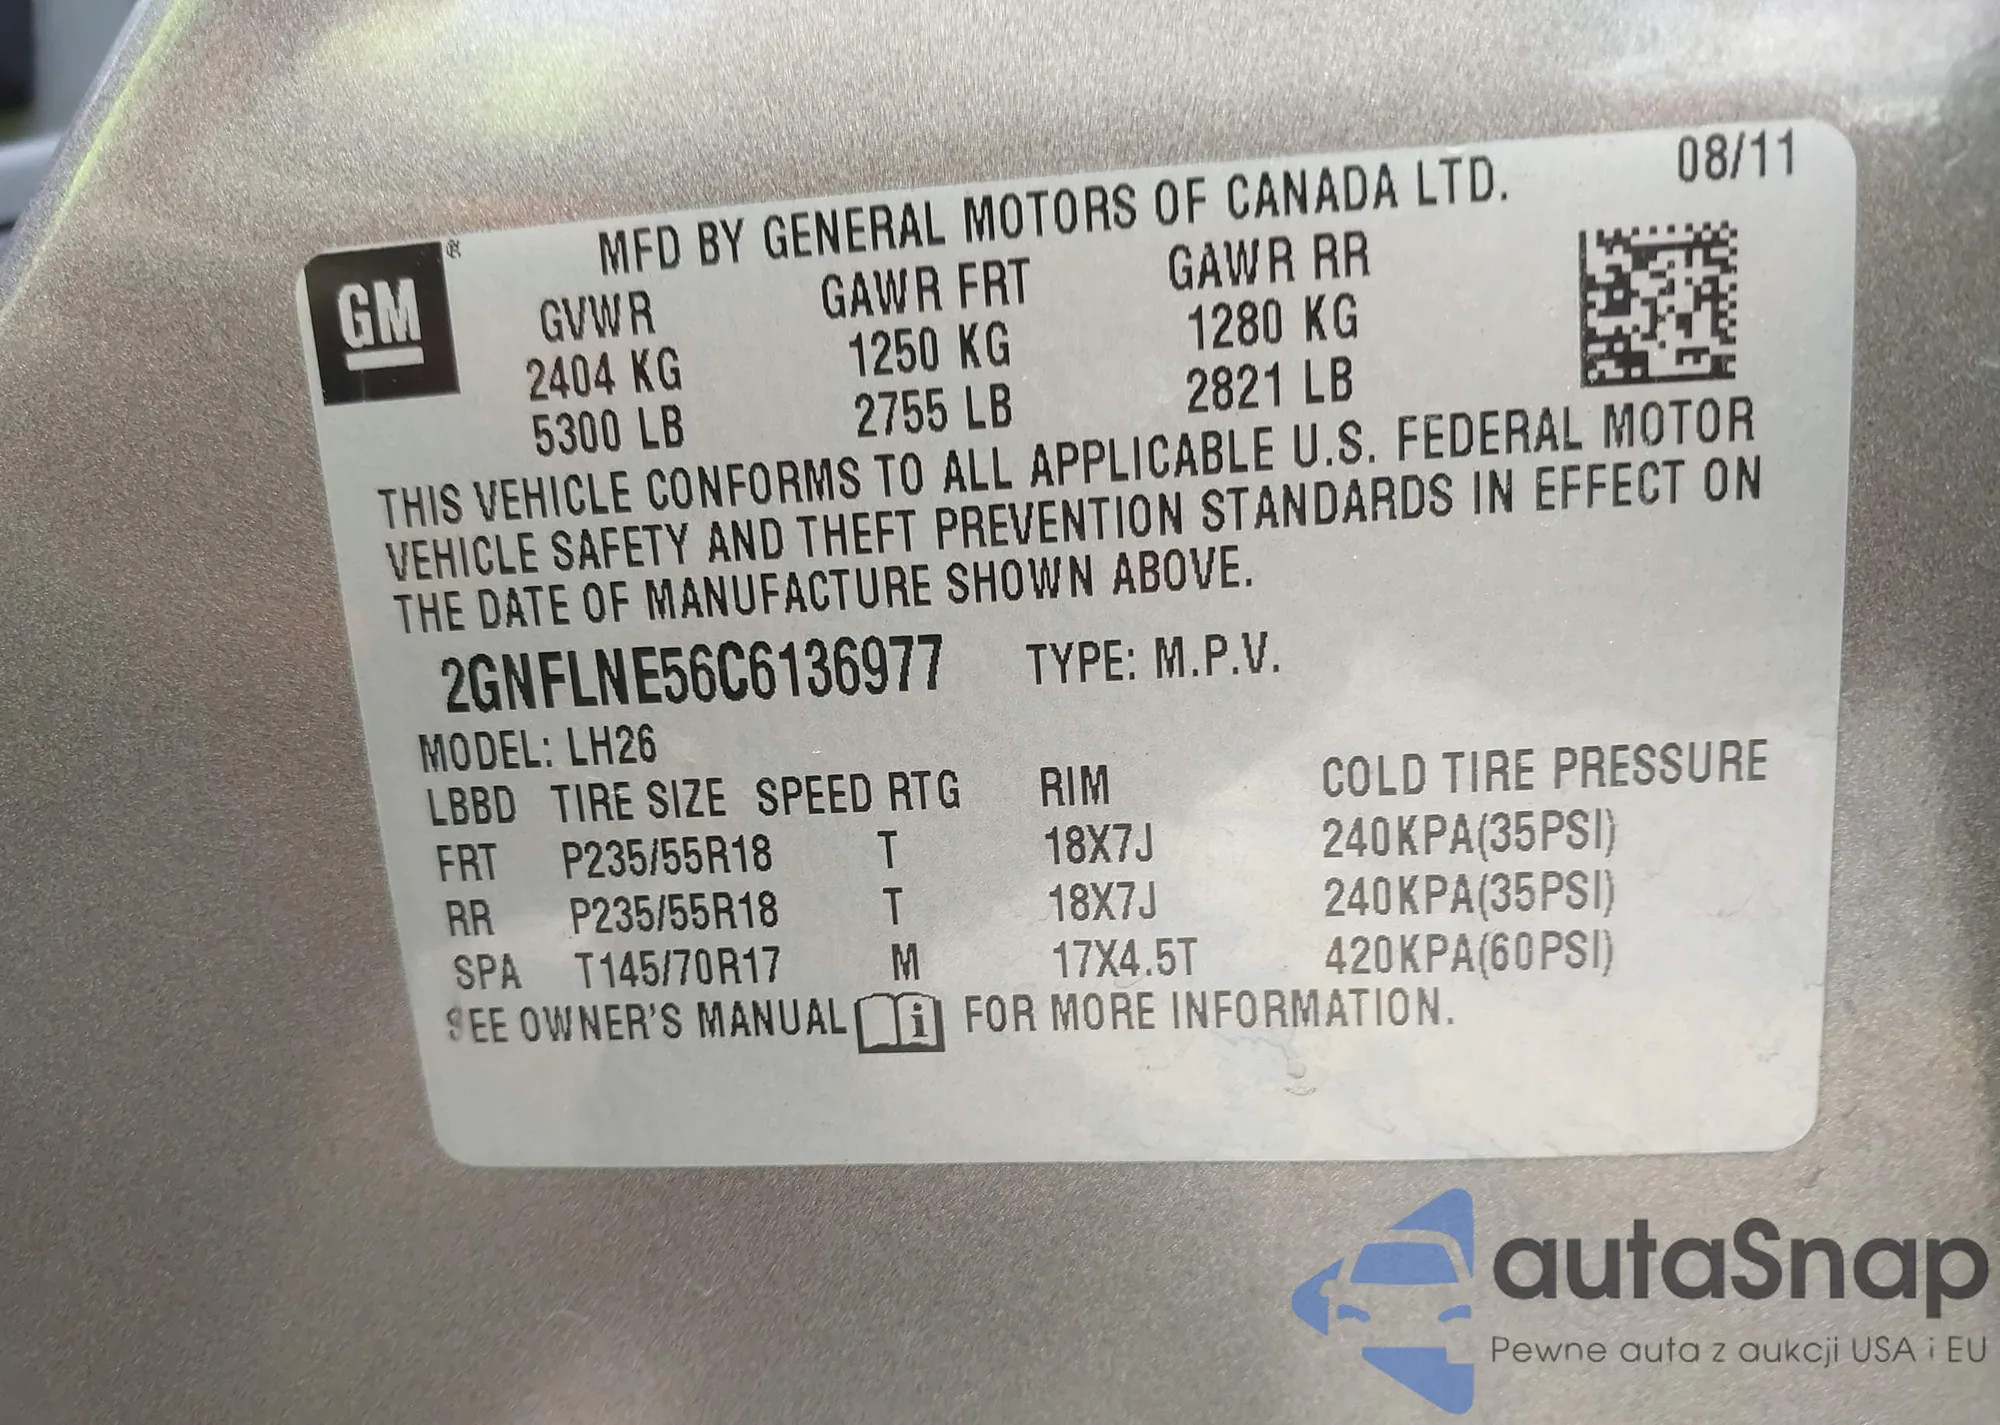 MFD BY GENERAL MOTORS OF CANADA LTD. 08/11
GM®
GVWR GAWR FRT GAWR RR
2404 KG 1250 KG 1280 KG
5300 LB 2755 LB 2821 LB
THIS VEHICLE CONFORMS TO ALL APPLICABLE U.S. FEDERAL MOTOR
VEHICLE SAFETY AND THEFT PREVENTION STANDARDS IN EFFECT ON
THE DATE OF MANUFACTURE SHOWN ABOVE.
2GNFLNE56C6136977 TYPE: M.P.V.
MODEL: LH26
LBBD TIRE SIZE SPEED RTG RIM COLD TIRE PRESSURE
FRT P235/55R18 T 18X7J 240KPA(35PSI)
RR P235/55R18 T 18X7J 240KPA(35PSI)
SPA T145/70R17 M 17X4.5T 420KPA(60PSI)
SEE OWNER'S MANUAL i FOR MORE INFORMATION.
autaSnap
Pewne auta z aukcji USA i EU